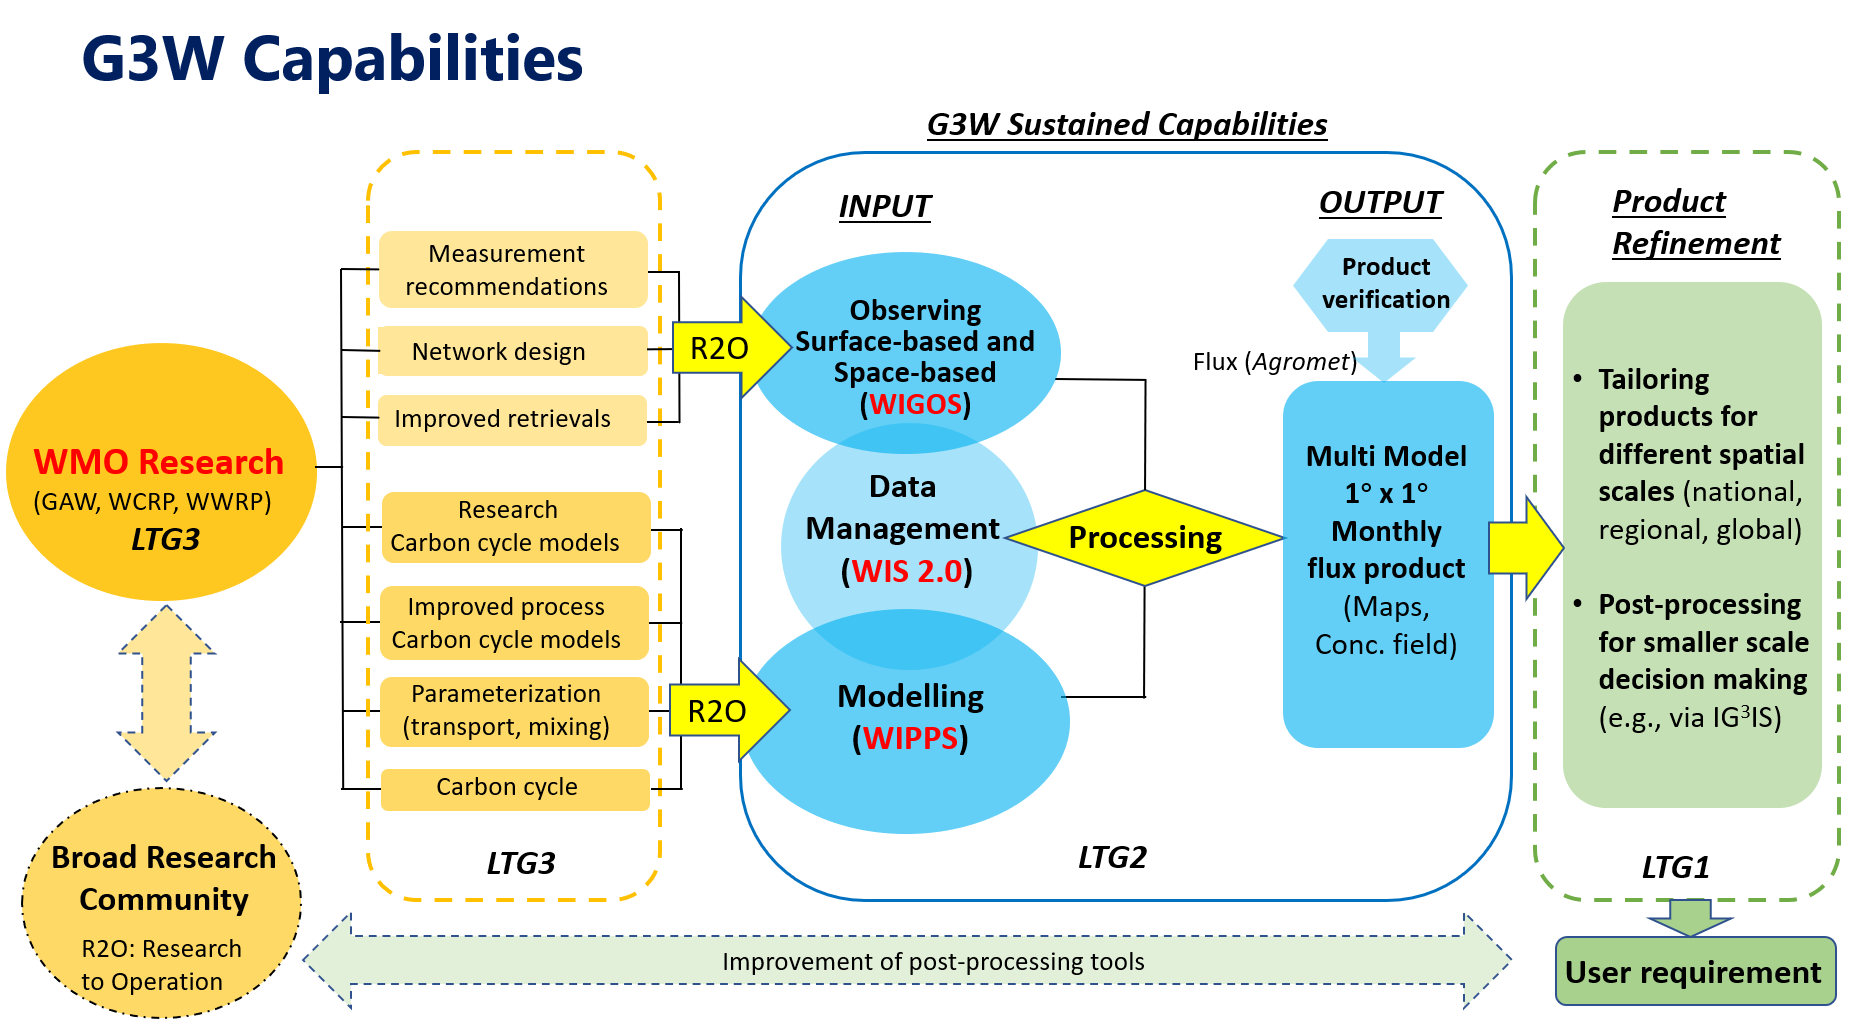 G3W Capabilities
WMO Research
(GAW, WCRP, WWRP)
LTG3
Broad Research
Community
R2O: Research
to Operation
Measurement
recommendations
Network design
Improved retrievals
Research
Carbon cycle models
Improved process
Carbon cycle models
Parameterization
(transport, mixing)
Carbon cycle
LTG3
R2O
R2O
G3W Sustained Capabilities
INPUT
Observing
Surface-based and
Space-based
(WIGOS)
Data
Management
(WIS 2.0)
Modelling
(WIPPS)
Processing
OUTPUT
Product
verification
Flux (Agromet)
Multi Model
1° x 1°
Monthly
flux product
(Maps,
Conc. field)
LTG2
Product
Refinement
• Tailoring
products for
different spatial
scales (national,
regional, global)
• Post-processing
for smaller scale
decision making
(e.g., via IG³IS)
LTG1
User requirement
Improvement of post-processing tools